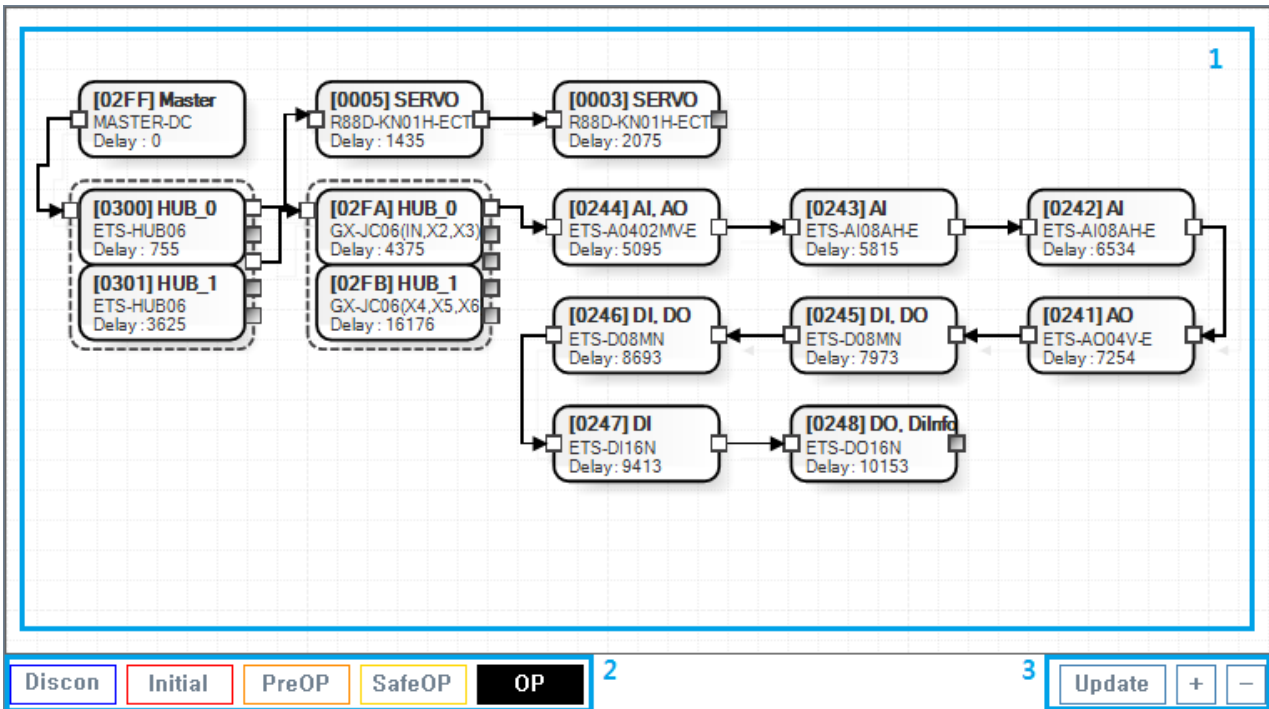 1
[02FF] Master
MASTER-DC
Delay : 0
[0005] SERVO
R88D-KN01H-ECT
Delay : 1435
[0003] SERVO
R88D-KN01H-ECT
Delay : 2075
[0300] HUB_0
ETS-HUB06
Delay : 755
[0301] HUB_1
ETS-HUB06
Delay : 3625
[02FA] HUB_0
GX-JC06(IN,X2,X3)
Delay : 4375
[02FB] HUB_1
GX-JC06(X4,X5,X6
Delay : 16176
[0244] AI, AO
ETS-A0402MV-E
Delay : 5095
[0243] AI
ETS-AI08AH-E
Delay : 5815
[0242] AI
ETS-AI08AH-E
Delay : 6534
[0246] DI, DO
ETS-D08MN
Delay : 8693
[0245] DI, DO
ETS-D08MN
Delay : 7973
[0241] AO
ETS-AO04V-E
Delay : 7254
[0247] DI
ETS-DI16N
Delay : 9413
[0248] DO, DiInfo
ETS-DO16N
Delay : 10153
Discon Initial PreOP SafeOP OP 2
3 Update + −